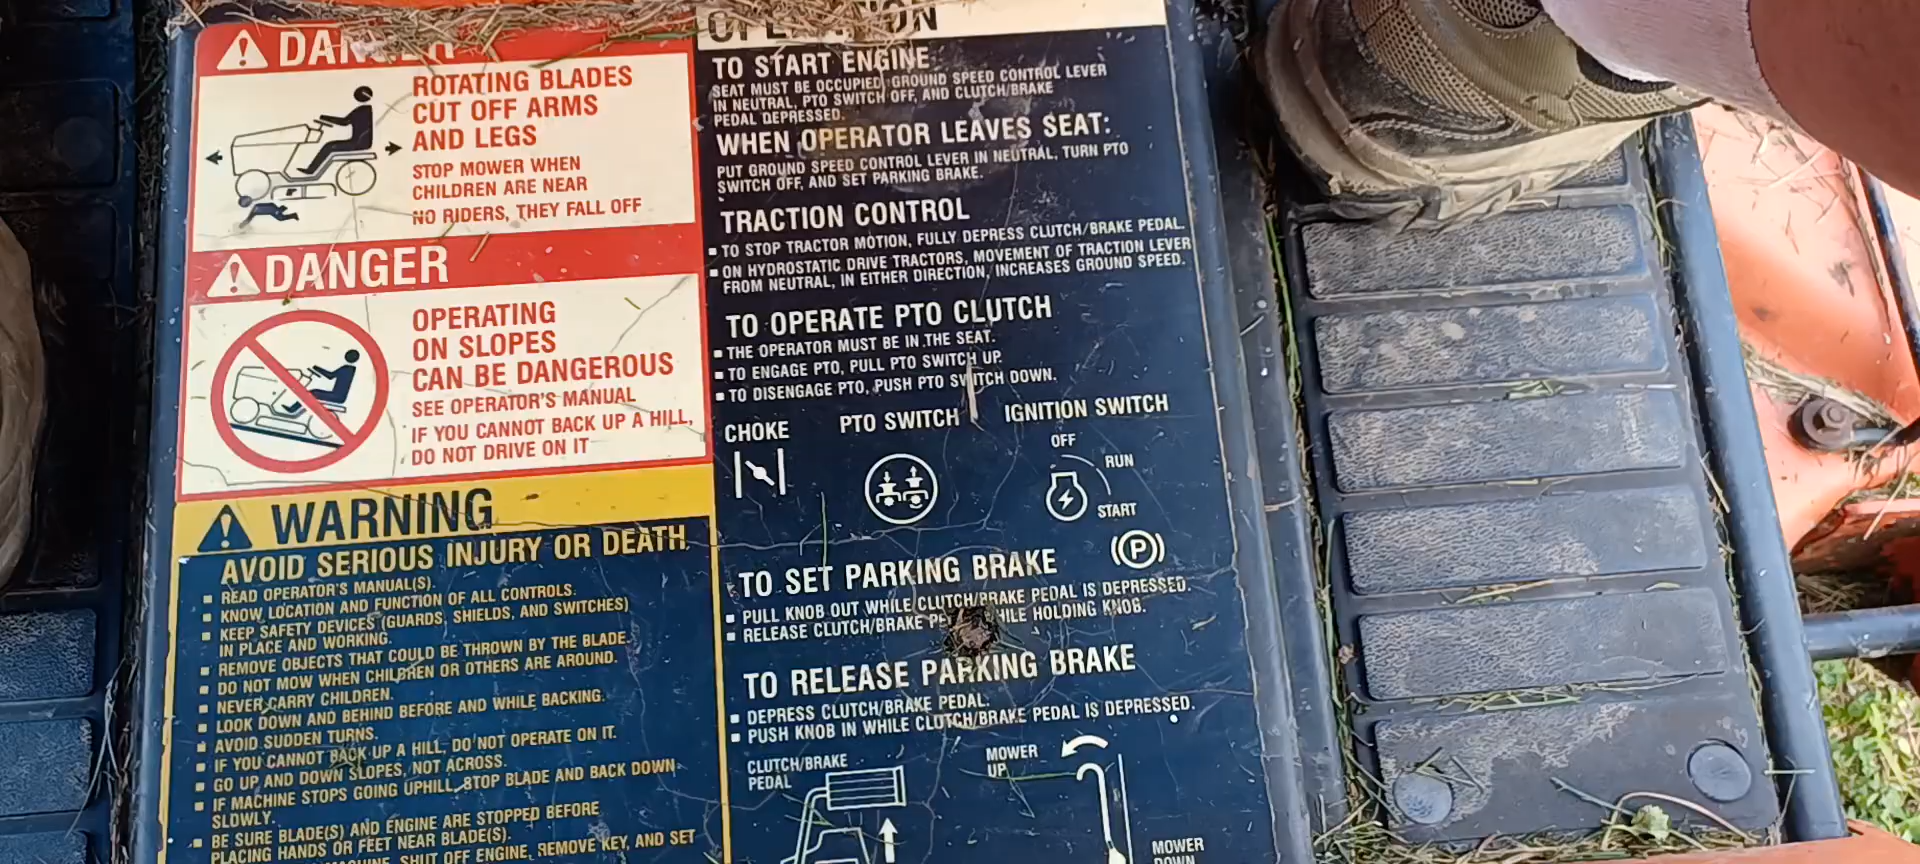 DANGER
ROTATING BLADES
CUT OFF ARMS
AND LEGS
STOP MOWER WHEN
CHILDREN ARE NEAR
NO RIDERS, THEY FALL OFF
DANGER
OPERATING
ON SLOPES
CAN BE DANGEROUS
SEE OPERATOR'S MANUAL
IF YOU CANNOT BACK UP A HILL,
DO NOT DRIVE ON IT
WARNING
AVOID SERIOUS INJURY OR DEATH
■ READ OPERATOR'S MANUAL(S).
■ KNOW LOCATION AND FUNCTION OF ALL CONTROLS.
■ KEEP SAFETY DEVICES (GUARDS, SHIELDS, AND SWITCHES)
IN PLACE AND WORKING.
■ REMOVE OBJECTS THAT COULD BE THROWN BY THE BLADE.
■ DO NOT MOW WHEN CHILDREN OR OTHERS ARE AROUND.
■ NEVER CARRY CHILDREN.
■ LOOK DOWN AND BEHIND BEFORE AND WHILE BACKING.
■ AVOID SUDDEN TURNS.
■ IF YOU CANNOT BACK UP A HILL, DO NOT OPERATE ON IT.
■ GO UP AND DOWN SLOPES, NOT ACROSS.
■ IF MACHINE STOPS GOING UPHILL, STOP BLADE AND BACK DOWN
SLOWLY.
■ BE SURE BLADE(S) AND ENGINE ARE STOPPED BEFORE
PLACING HANDS OR FEET NEAR BLADE(S).
MACHINE, SHUT OFF ENGINE, REMOVE KEY, AND SET
OPERATION
TO START ENGINE
SEAT MUST BE OCCUPIED, GROUND SPEED CONTROL LEVER
IN NEUTRAL, PTO SWITCH OFF, AND CLUTCH/BRAKE
PEDAL DEPRESSED.
WHEN OPERATOR LEAVES SEAT:
PUT GROUND SPEED CONTROL LEVER IN NEUTRAL, TURN PTO
SWITCH OFF, AND SET PARKING BRAKE.
TRACTION CONTROL
■ TO STOP TRACTOR MOTION, FULLY DEPRESS CLUTCH/BRAKE PEDAL.
■ ON HYDROSTATIC DRIVE TRACTORS, MOVEMENT OF TRACTION LEVER
FROM NEUTRAL, IN EITHER DIRECTION, INCREASES GROUND SPEED.
TO OPERATE PTO CLUTCH
■ THE OPERATOR MUST BE IN THE SEAT.
■ TO ENGAGE PTO, PULL PTO SWITCH UP.
■ TO DISENGAGE PTO, PUSH PTO SWITCH DOWN.
CHOKE
PTO SWITCH
IGNITION SWITCH
OFF
RUN
START
TO SET PARKING BRAKE
(P)
■ PULL KNOB OUT WHILE CLUTCH/BRAKE PEDAL IS DEPRESSED.
■ RELEASE CLUTCH/BRAKE WHILE HOLDING KNOB.
TO RELEASE PARKING BRAKE
■ DEPRESS CLUTCH/BRAKE PEDAL.
■ PUSH KNOB IN WHILE CLUTCH/BRAKE PEDAL IS DEPRESSED.
CLUTCH/BRAKE
PEDAL
MOWER
UP
MOWER
DOWN